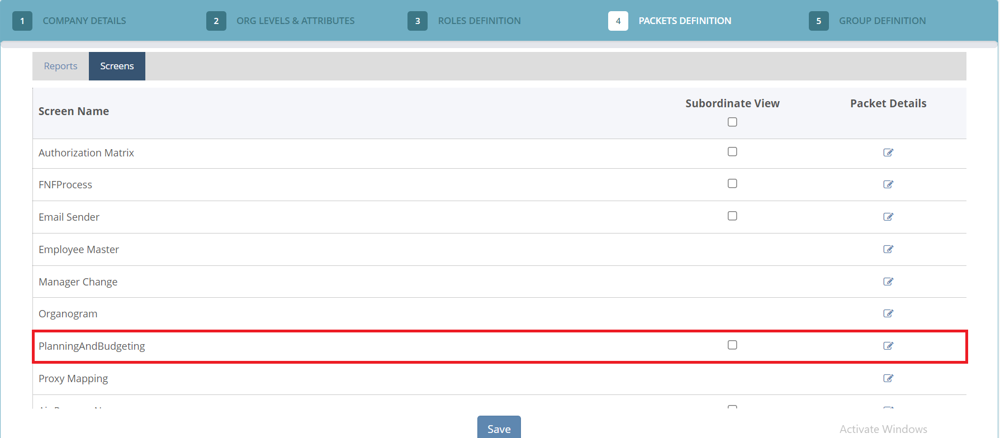 1 COMPANY DETAILS 2 ORG LEVELS & ATTRIBUTES 3 ROLES DEFINITION 4 PACKETS DEFINITION 5 GROUP DEFINITION
Reports Screens
Screen Name Subordinate View Packet Details
Authorization Matrix
FNFProcess
Email Sender
Employee Master
Manager Change
Organogram
PlanningAndBudgeting
Proxy Mapping
Save
Activate Windows